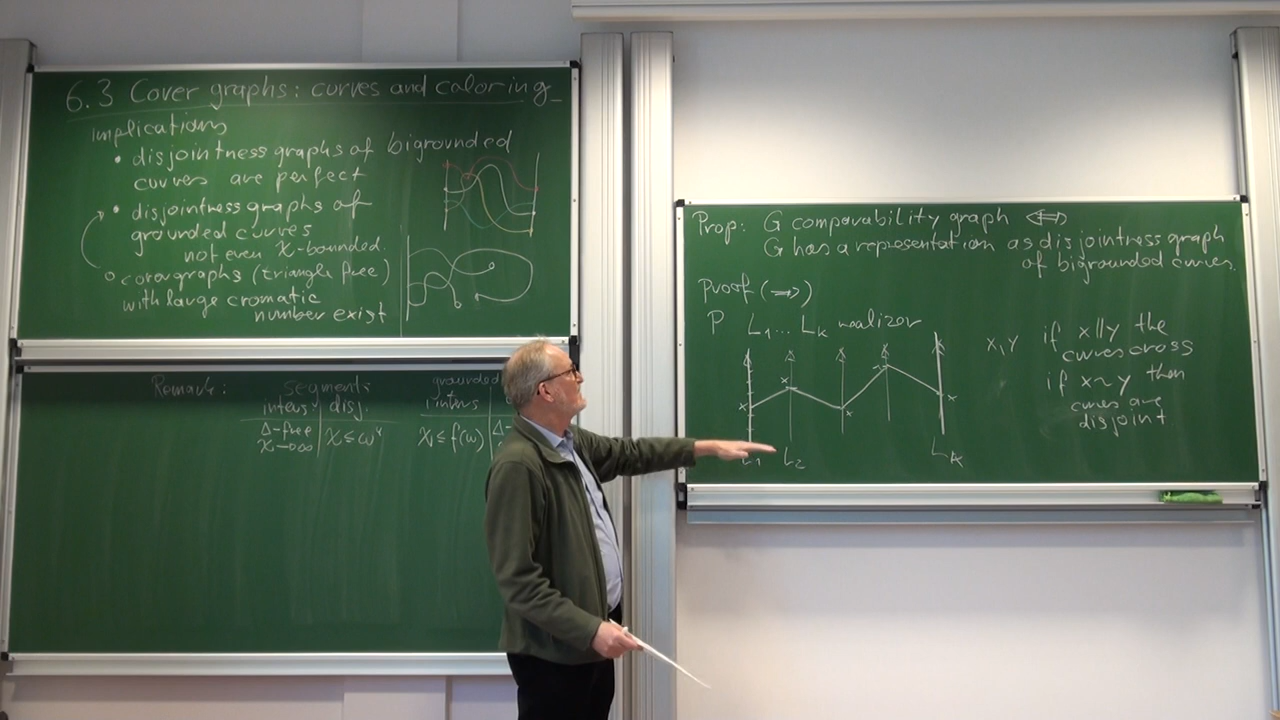 6.3 Cover graphs: curves and coloring
implications
• disjointness graphs of bigrounded
curves are perfect
• disjointness graphs of
grounded curves
not even χ-bounded.
○ covergraphs (triangle free)
with large cromatic
number exist
Remark: segments grounded
inters. disj. inters
Δ-free χ ≤ ω⁴ χ ≤ f(ω) Δ-
χ → ∞
Prop: G comparability graph ⟺
G has a representation as disjointness graph
of bigrounded curves.
Proof (⇒)
P L₁ ... Lₖ realizer
x, y if x||y the
curves cross
if x~y then
curves are
disjoint
x x x x x
L₁ L₂ Lₖ